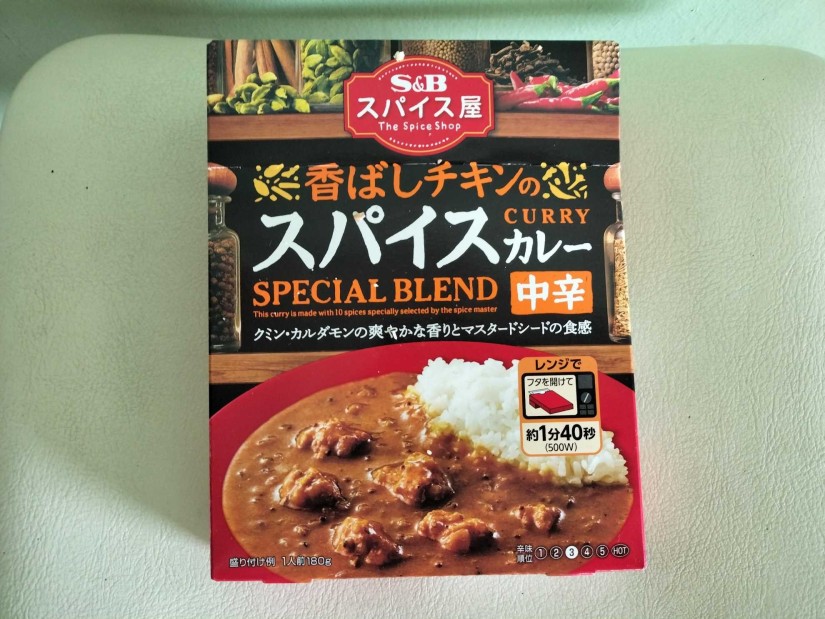 S&B
スパイス屋
The Spice Shop
香ばしチキンの
スパイス CURRY カレー
SPECIAL BLEND 中辛
This curry is made with 10 spices specially selected by the spice master
クミン・カルダモンの爽やかな香りとマスタードシードの食感
レンジで
フタを開けて
約1分40秒
(500W)
盛り付け例 1人前180g
辛味順位 1 2 3 4 5 HOT